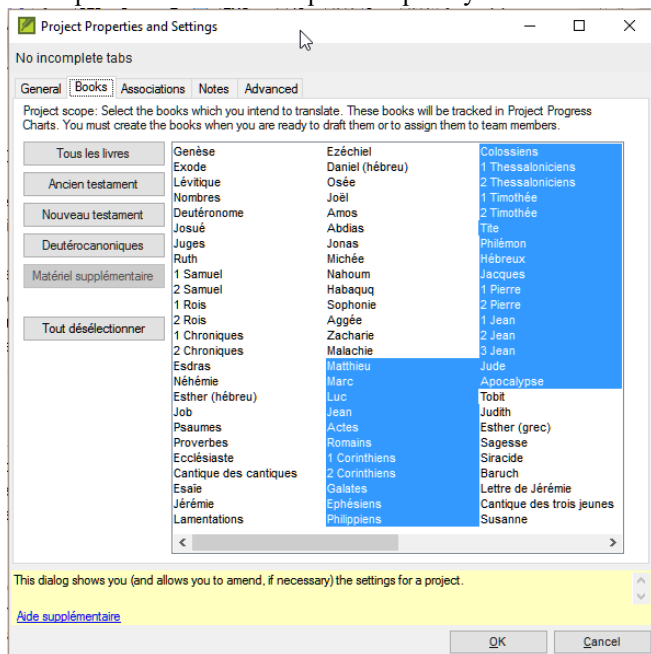 Project Properties and Settings
No incomplete tabs
General Books Associations Notes Advanced
Project scope: Select the books which you intend to translate. These books will be tracked in Project Progress
Charts. You must create the books when you are ready to draft them or to assign them to team members.
Tous les livres
Ancien testament
Nouveau testament
Deutérocanoniques
Matériel supplémentaire
Tout désélectionner
Genèse
Exode
Lévitique
Nombres
Deutéronome
Josué
Juges
Ruth
1 Samuel
2 Samuel
1 Rois
2 Rois
1 Chroniques
2 Chroniques
Esdras
Néhémie
Esther (hébreu)
Job
Psaumes
Proverbes
Ecclésiaste
Cantique des cantiques
Esaïe
Jérémie
Lamentations
Ezéchiel
Daniel (hébreu)
Osée
Joël
Amos
Abdias
Jonas
Michée
Nahoum
Habaquq
Sophonie
Aggée
Zacharie
Malachie
Matthieu
Marc
Luc
Jean
Actes
Romains
1 Corinthiens
2 Corinthiens
Galates
Ephésiens
Philippiens
Colossiens
1 Thessaloniciens
2 Thessaloniciens
1 Timothée
2 Timothée
Tite
Philémon
Hébreux
Jacques
1 Pierre
2 Pierre
1 Jean
2 Jean
3 Jean
Jude
Apocalypse
Tobit
Judith
Esther (grec)
Sagesse
Siracide
Baruch
Lettre de Jérémie
Cantique des trois jeunes
Susanne
This dialog shows you (and allows you to amend, if necessary) the settings for a project.
Aide supplémentaire
OK Cancel